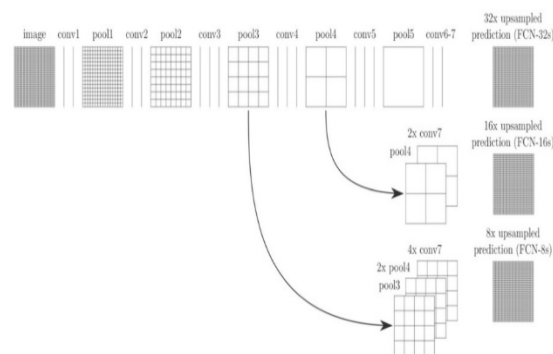 32x upsampled
image conv1 pool1 conv2 pool2 conv3 pool3 conv4 pool4 conv5 pool5 conv6-7 prediction (FCN-32s)
16x upsampled
2x conv7 prediction (FCN-16s)
pool4
8x upsampled
4x conv7 prediction (FCN-8s)
2x pool4
pool3